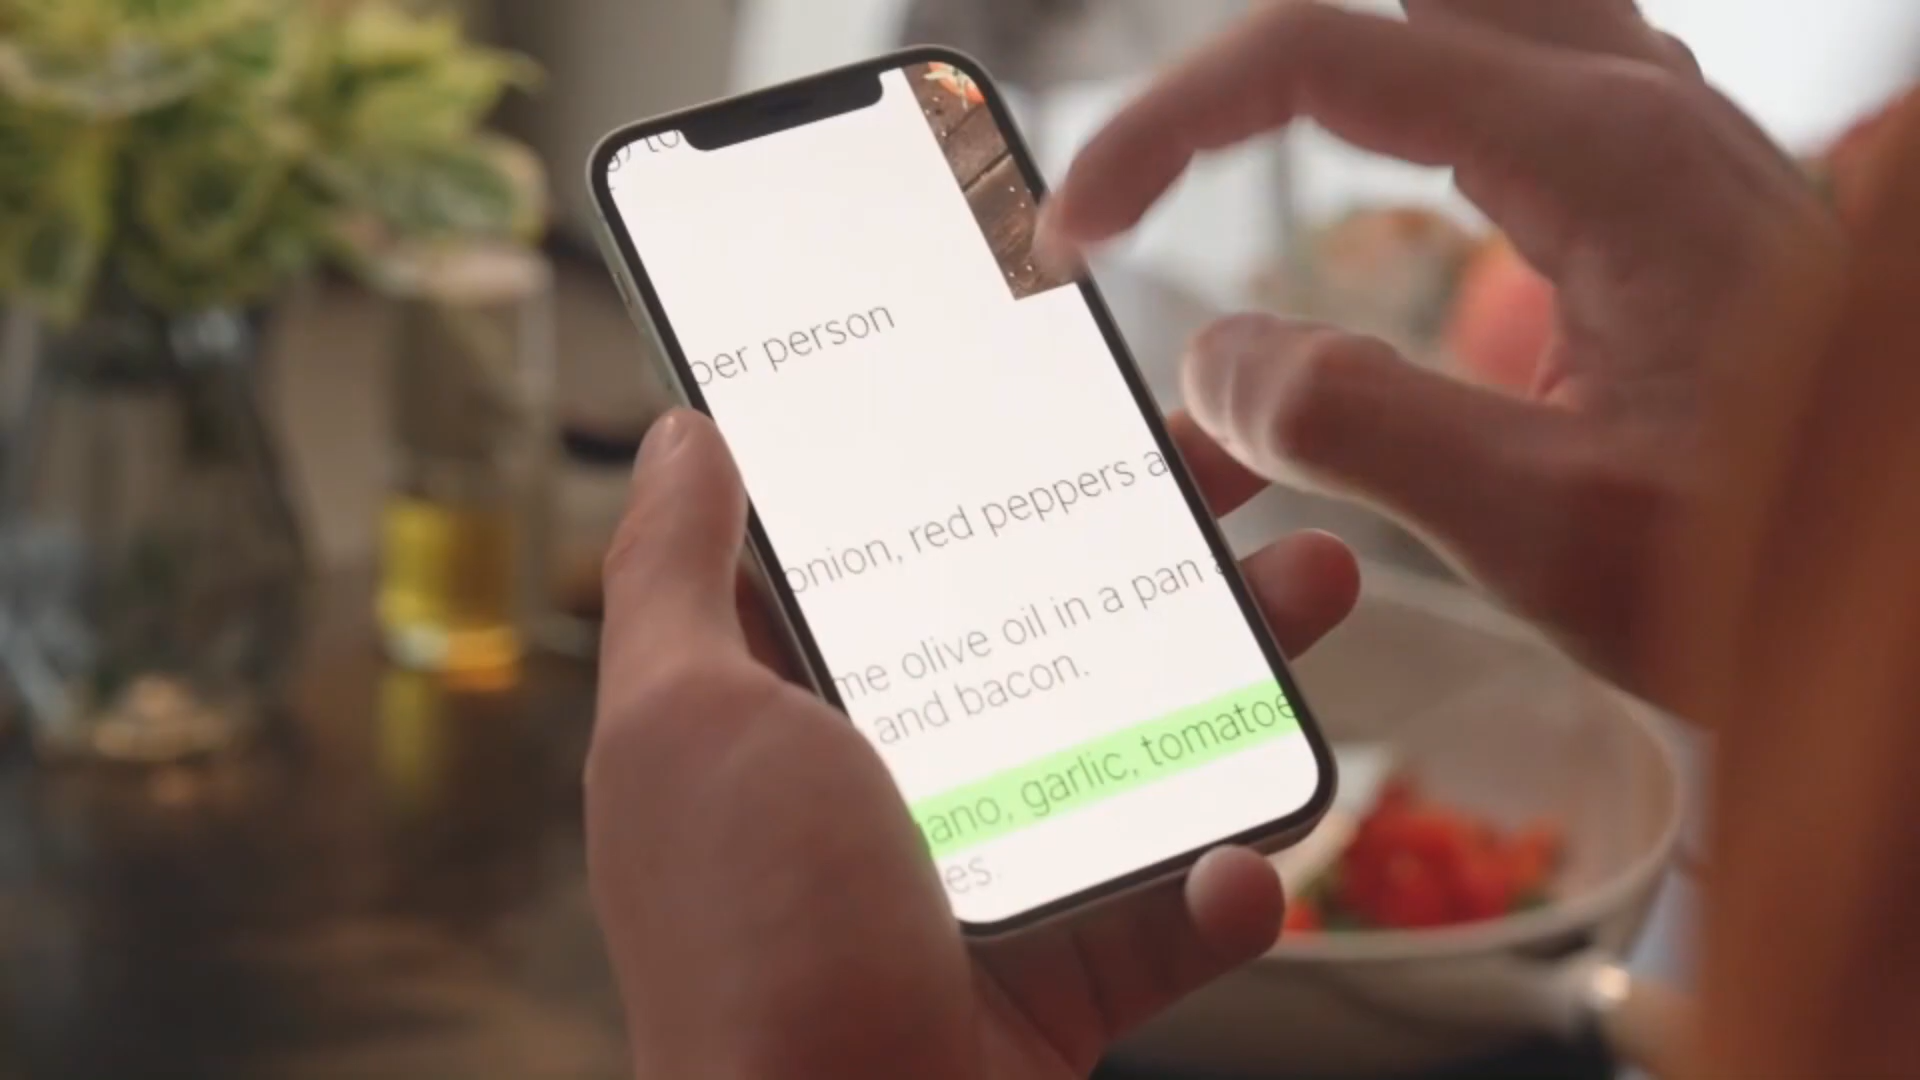 per person
onion, red peppers a
me olive oil in a pan
and bacon.
ano, garlic, tomatoe
es.